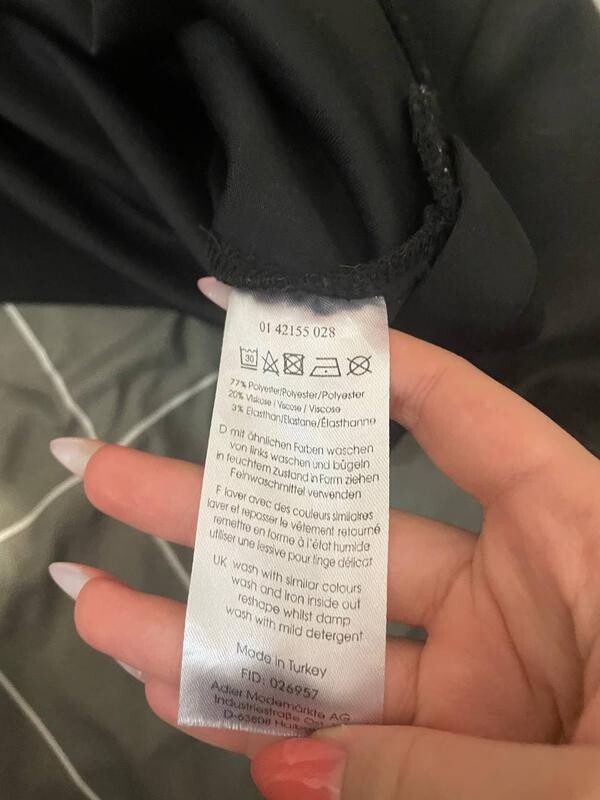 01 42155 028
30
77% Polyester/Polyester/Polyester
20% Viskose / Viscose / Viscose
3% Elasthan/Elastane/Élasthanne
D mit ähnlichen Farben waschen
von links waschen und bügeln
in feuchtem Zustand in Form ziehen
Feinwaschmittel verwenden
F laver avec des couleurs similaires
laver et repasser le vêtement retourné
remettre en forme à l'état humide
utiliser une lessive pour linge délicat
UK wash with similar colours
wash and iron inside out
reshape whilst damp
wash with mild detergent
Made in Turkey
FID: 026957
Adler Modemärkte AG
Industriestraße
D-63808